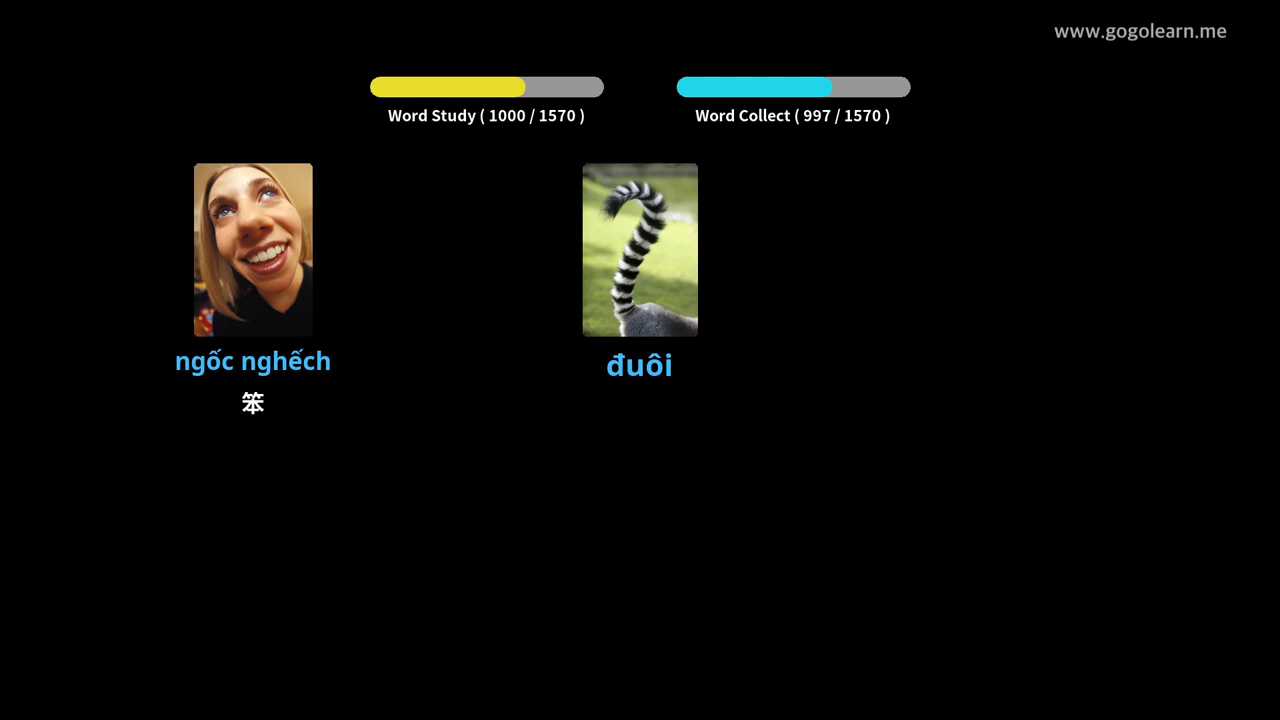 www.gogolearn.me
Word Study ( 1000 / 1570 )
Word Collect ( 997 / 1570 )
ngốc nghếch
笨
đuôi